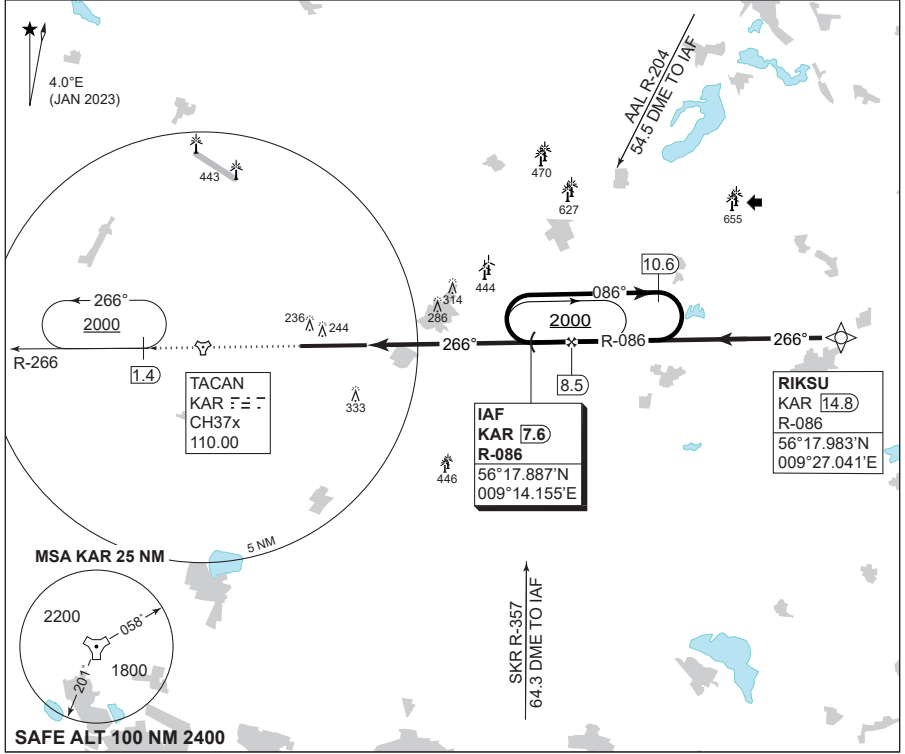 4.0°E
(JAN 2023)
AAL R-204
54.5 DME TO IAF
443
470
627
655
444
314
286
236
244
333
446
266°
2000
R-266
1.4
086°
10.6
2000
R-086
266°
266°
8.5
TACAN
KAR
CH37x
110.00
IAF
KAR 7.6
R-086
56°17.887'N
009°14.155'E
RIKSU
KAR 14.8
R-086
56°17.983'N
009°27.041'E
5 NM
MSA KAR 25 NM
2200
058°
1800
201°
SKR R-357
64.3 DME TO IAF
SAFE ALT 100 NM 2400